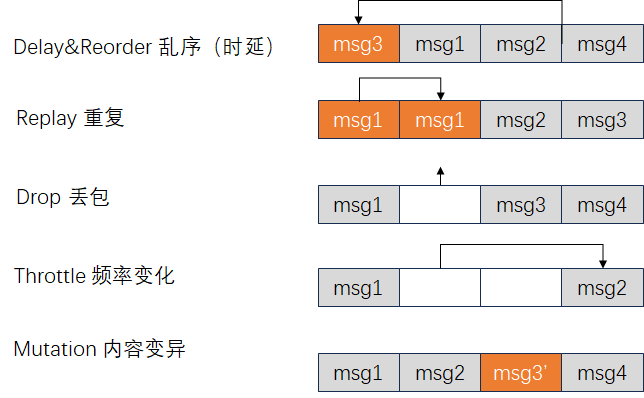 Delay&Reorder 乱序（时延） msg3 msg1 msg2 msg4
Replay 重复 msg1 msg1 msg2 msg3
Drop 丢包 msg1 msg3 msg4
Throttle 频率变化 msg1 msg2
Mutation 内容变异 msg1 msg2 msg3’ msg4